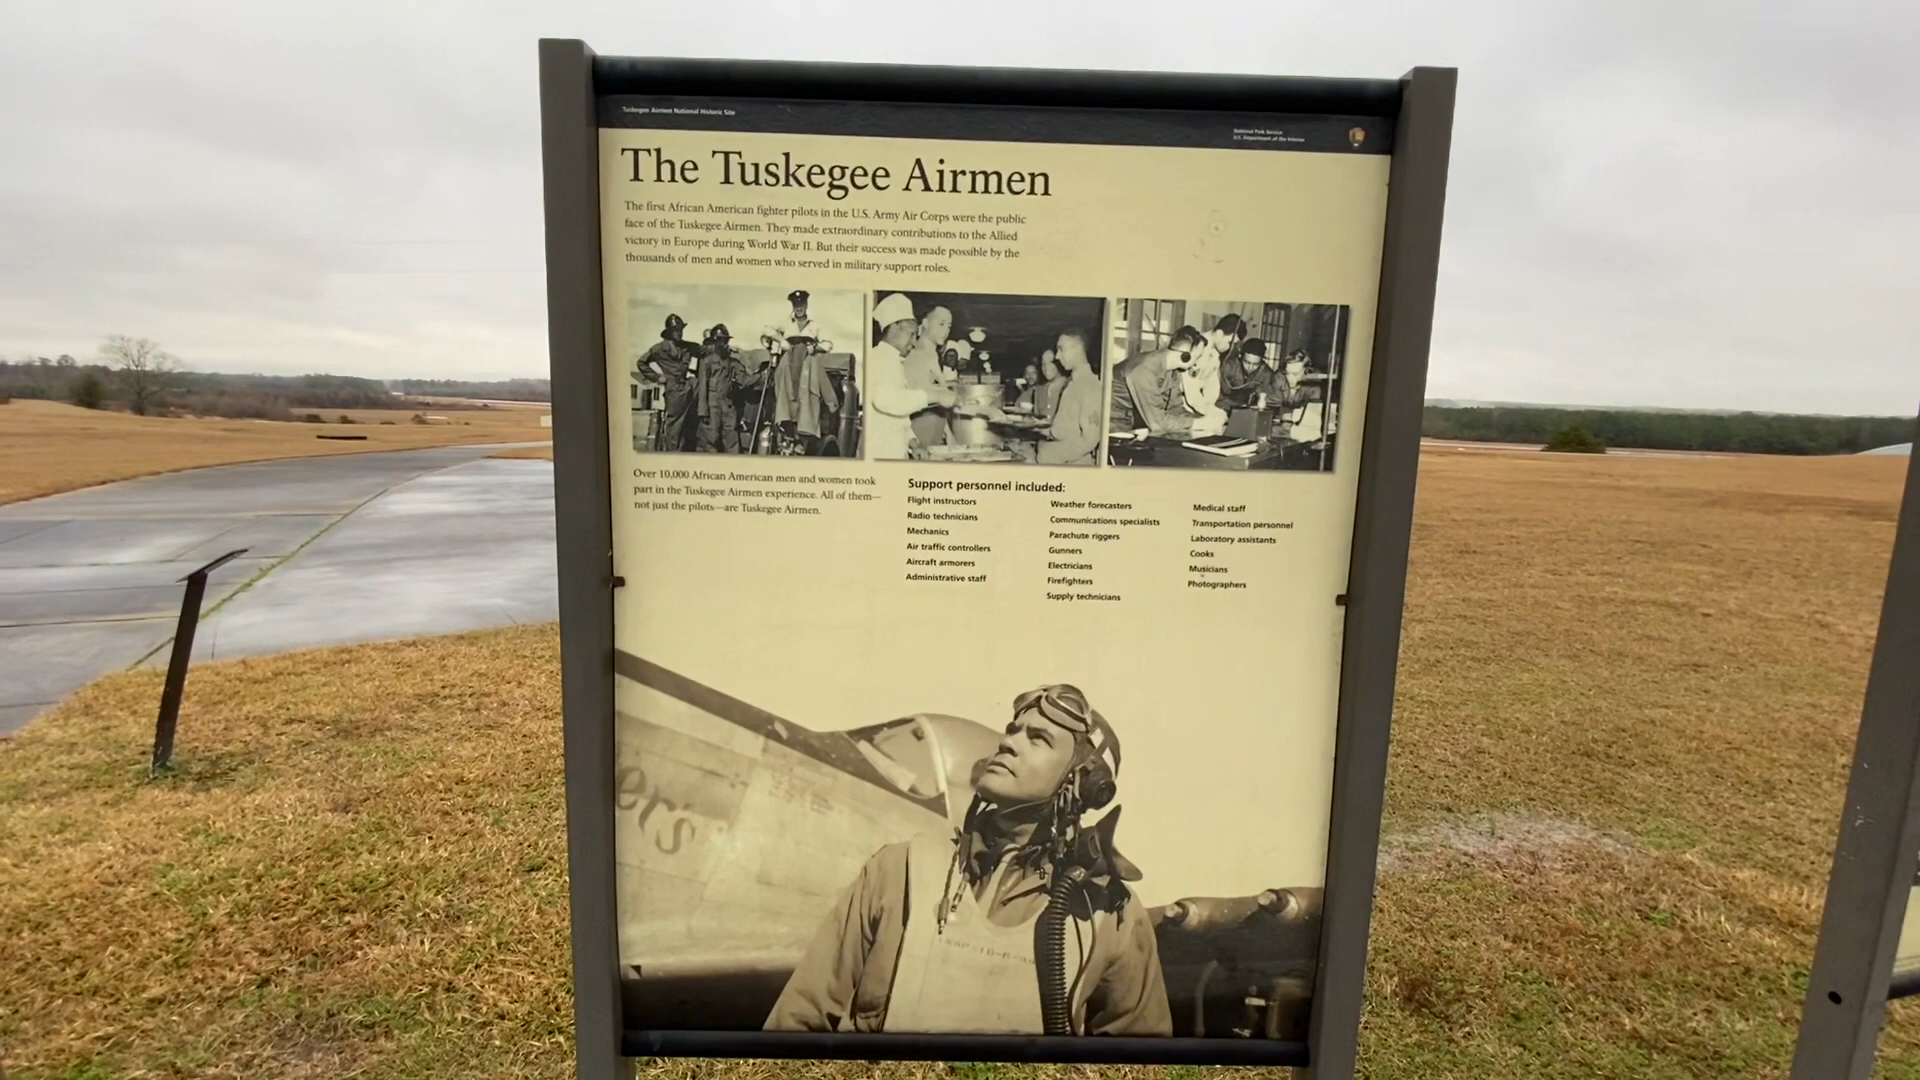 Tuskegee Airmen National Historic Site
National Park Service
U.S. Department of the Interior
The Tuskegee Airmen
The first African American fighter pilots in the U.S. Army Air Corps were the public
face of the Tuskegee Airmen. They made extraordinary contributions to the Allied
victory in Europe during World War II. But their success was made possible by the
thousands of men and women who served in military support roles.
Over 10,000 African American men and women took
part in the Tuskegee Airmen experience. All of them—
not just the pilots—are Tuskegee Airmen.
Support personnel included:
Flight instructors
Radio technicians
Mechanics
Air traffic controllers
Aircraft armorers
Administrative staff
Weather forecasters
Communications specialists
Parachute riggers
Gunners
Electricians
Firefighters
Supply technicians
Medical staff
Transportation personnel
Laboratory assistants
Cooks
Musicians
Photographers
er's